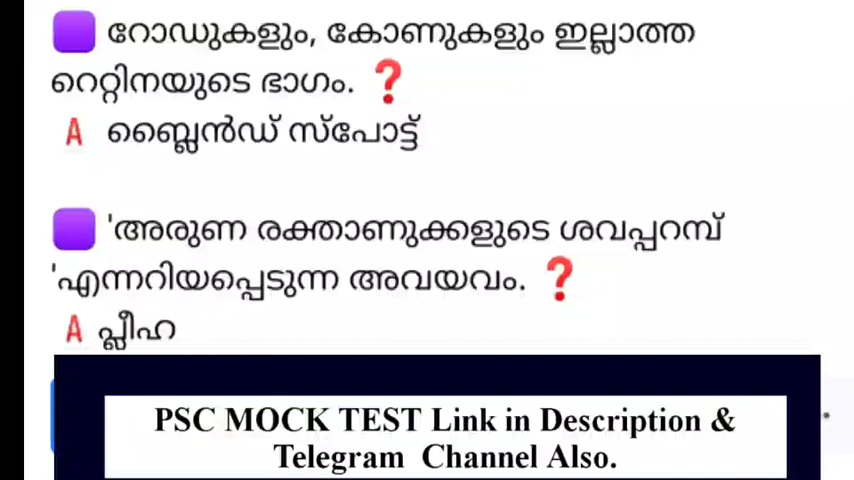 റോഡുകളും, കോണുകളും ഇല്ലാത്ത
റെറ്റിനയുടെ ഭാഗം. ❓
A ബ്ലൈൻഡ് സ്പോട്ട്
'അരുണ രക്താണുക്കളുടെ ശവപ്പറമ്പ്
'എന്നറിയപ്പെടുന്ന അവയവം. ❓
A പ്ലീഹ
PSC MOCK TEST Link in Description &
Telegram Channel Also.